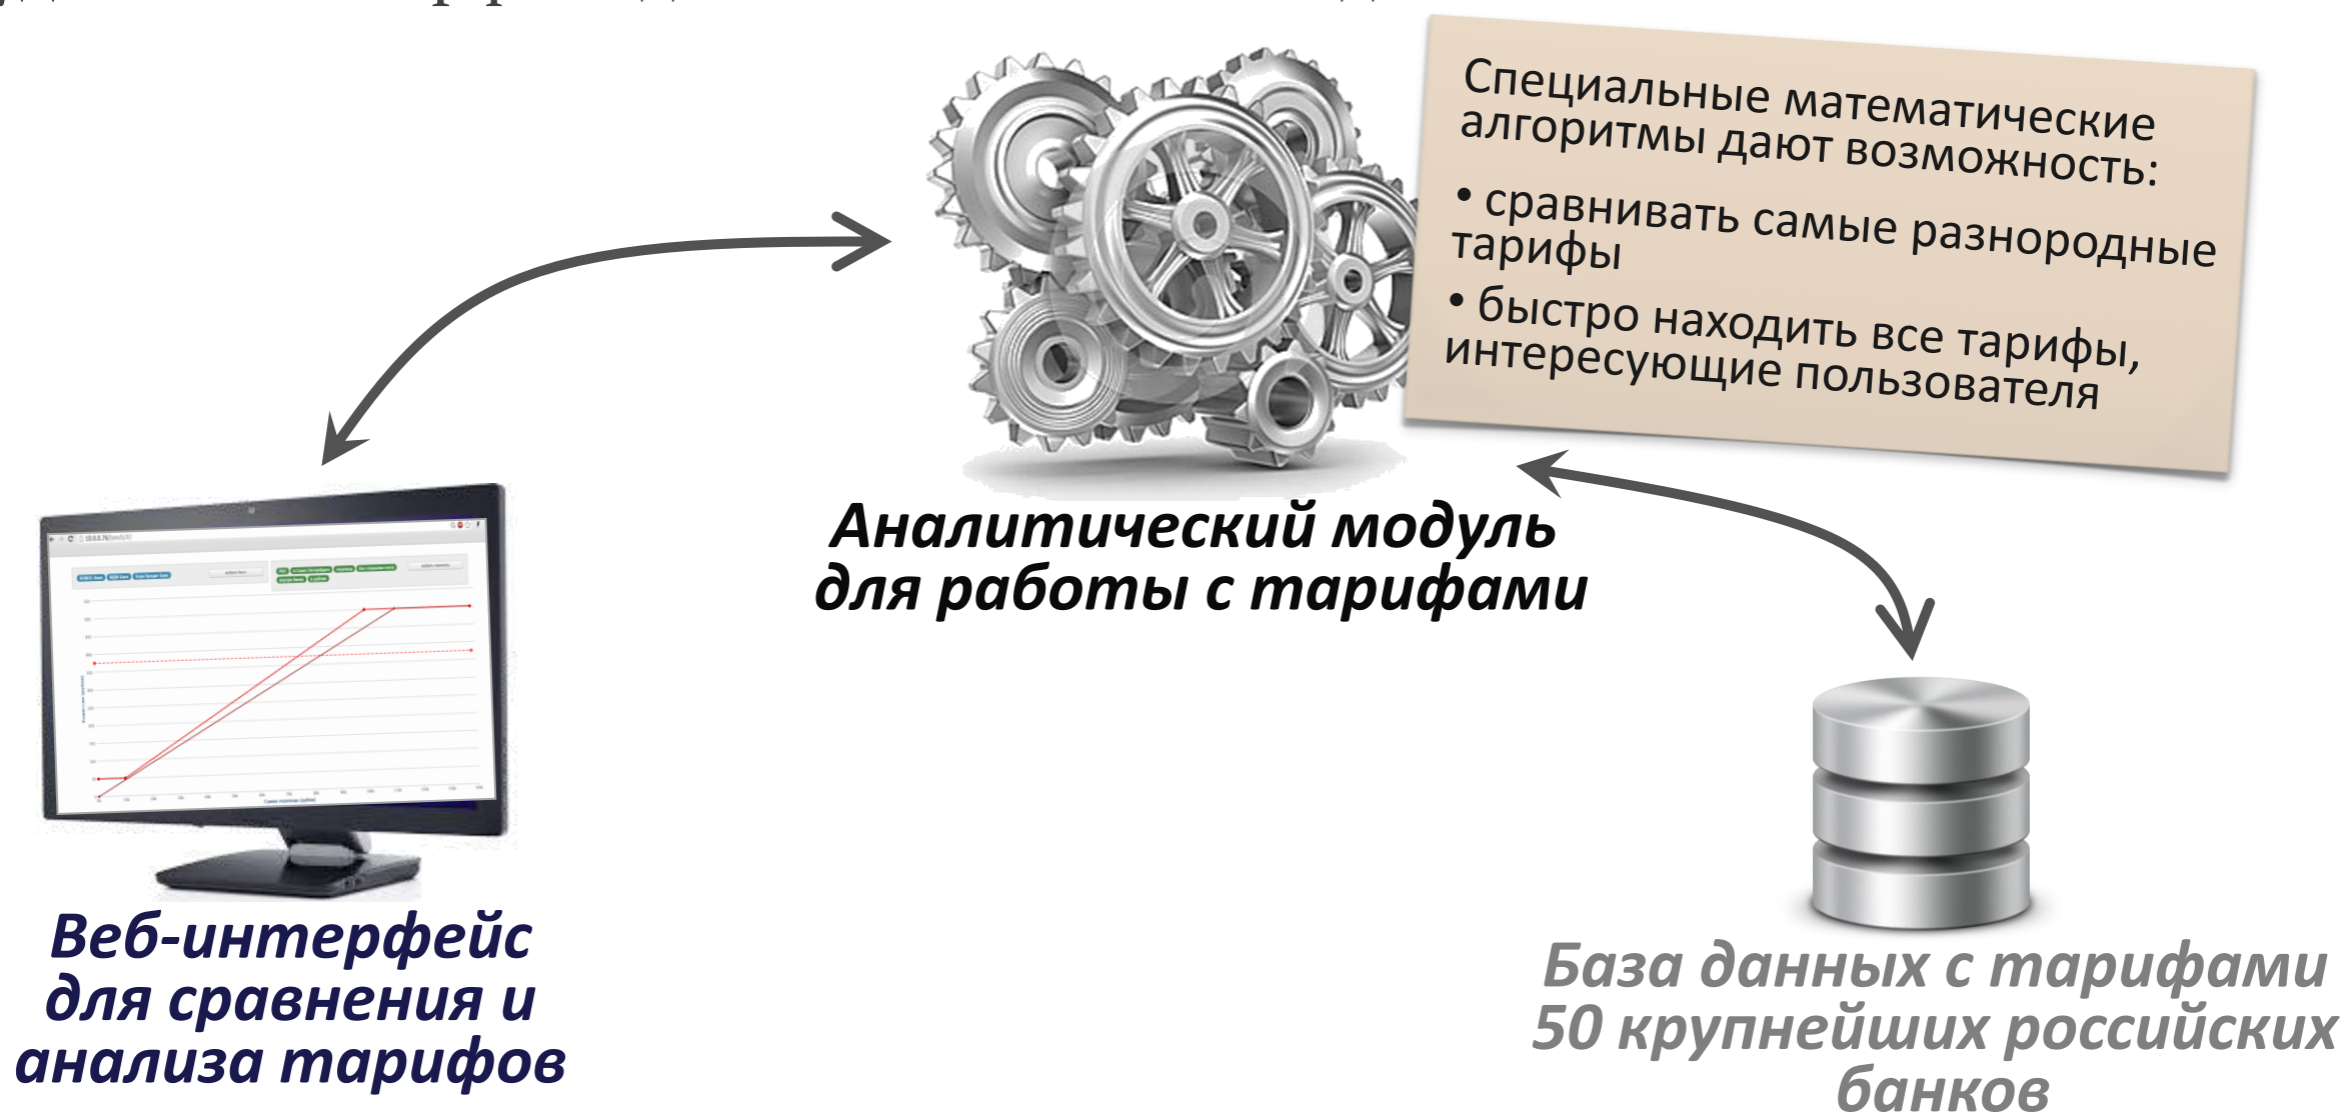 Специальные математические
алгоритмы дают возможность:
• сравнивать самые разнородные
тарифы
• быстро находить все тарифы,
интересующие пользователя
Аналитический модуль
для работы с тарифами
Веб-интерфейс
для сравнения и
анализа тарифов
База данных с тарифами
50 крупнейших российских
банков